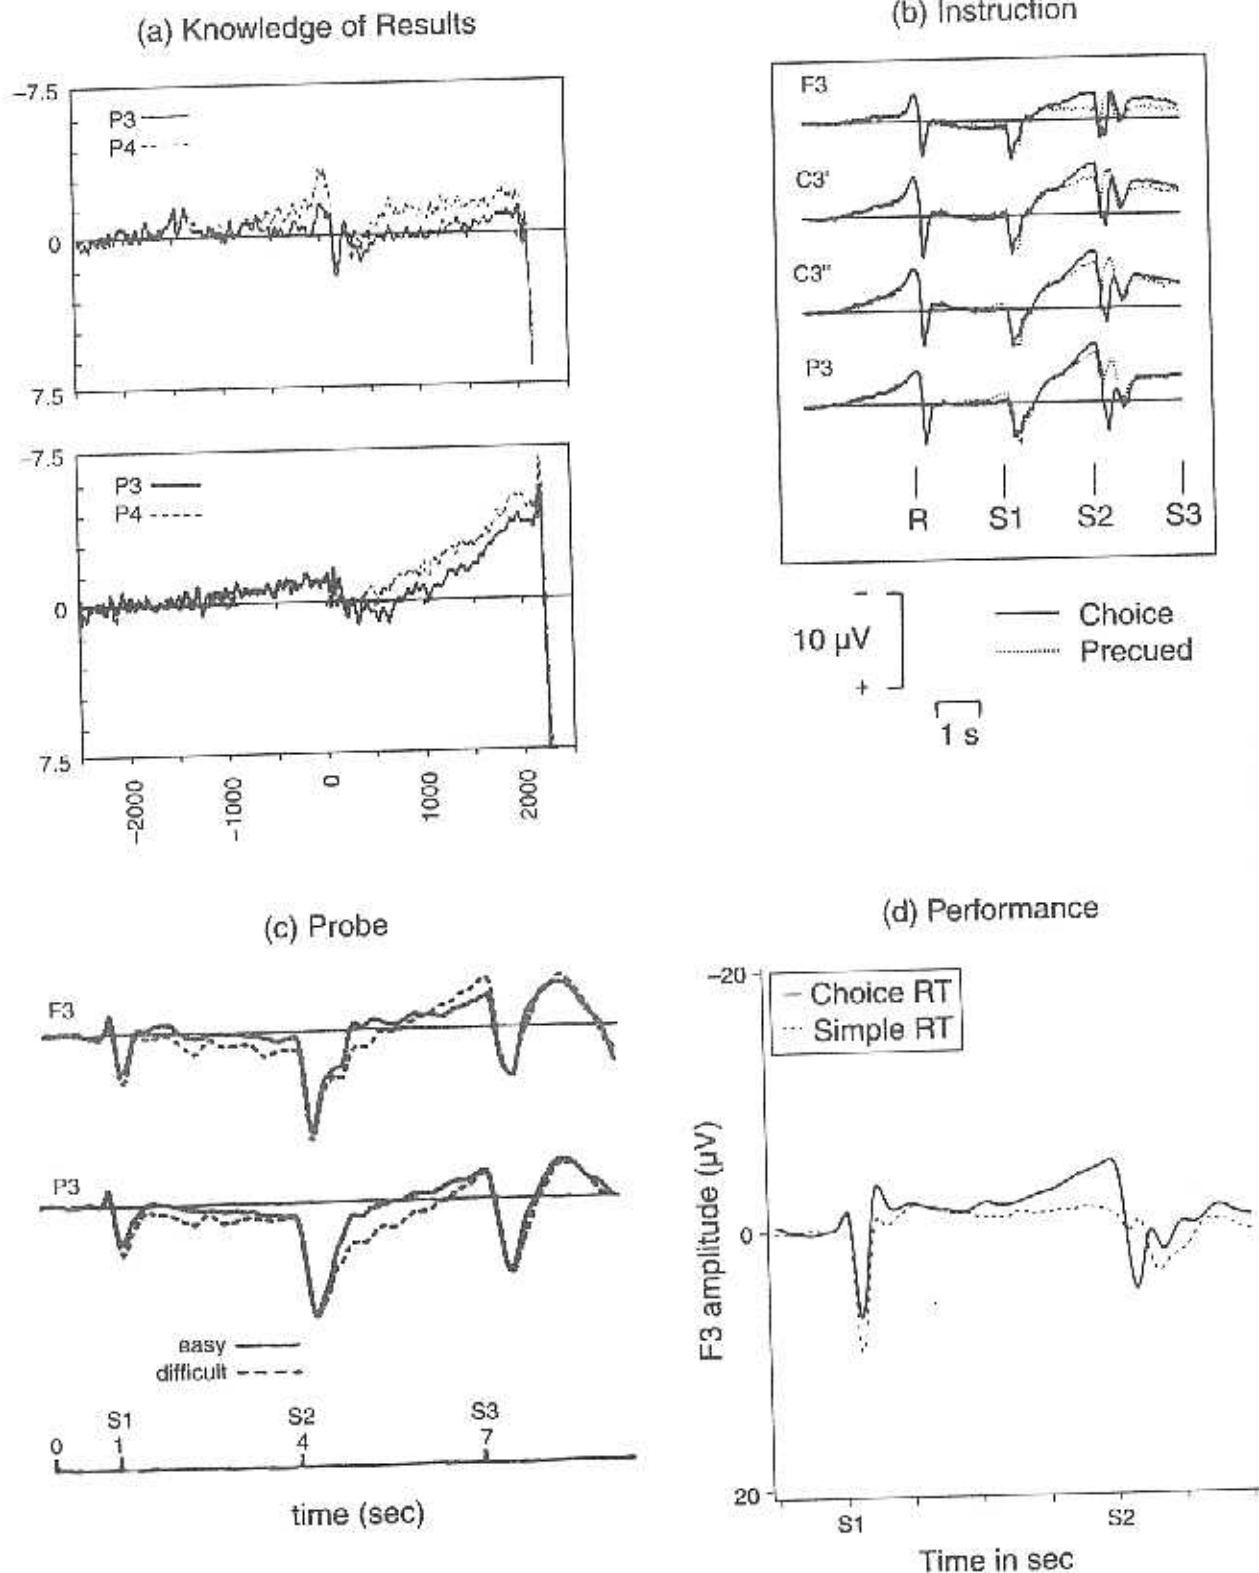 (a) Knowledge of Results
−7.5
P3
P4
0
7.5
−7.5
P3
P4
0
7.5
−2000
−1000
0
1000
2000
(b) Instruction
F3
C3'
C3"
P3
R
S1
S2
S3
−
10 µV
+
1 s
Choice
Precued
(c) Probe
F3
P3
easy
difficult
S1
S2
S3
0
1
4
7
time (sec)
(d) Performance
−20
Choice RT
Simple RT
F3 amplitude (µV)
0
20
S1
S2
Time in sec